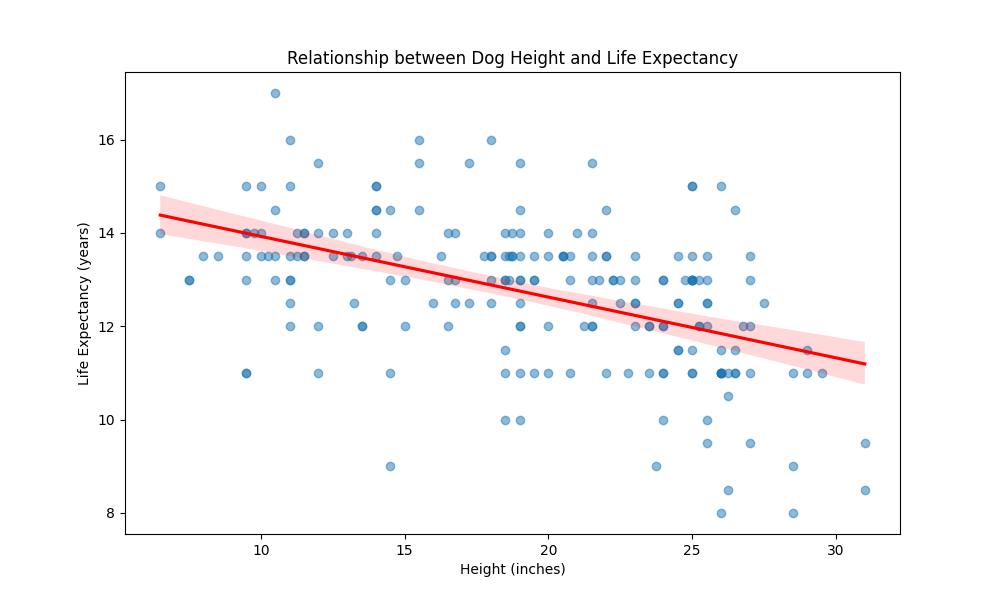 Relationship between Dog Height and Life Expectancy
Life Expectancy (years)
16
14
12
10
8
10 15 20 25 30
Height (inches)